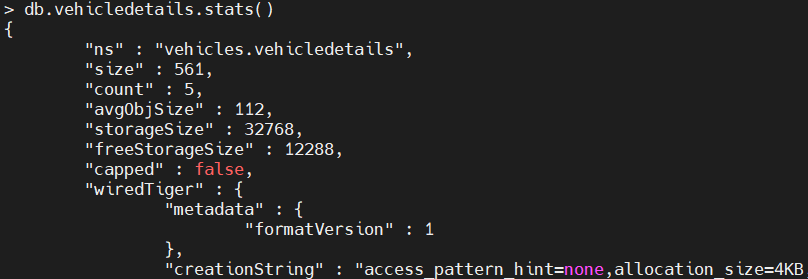 > db.vehicledetails.stats()
{
        "ns" : "vehicles.vehicledetails",
        "size" : 561,
        "count" : 5,
        "avgObjSize" : 112,
        "storageSize" : 32768,
        "freeStorageSize" : 12288,
        "capped" : false,
        "wiredTiger" : {
                "metadata" : {
                        "formatVersion" : 1
                },
                "creationString" : "access_pattern_hint=none,allocation_size=4KB